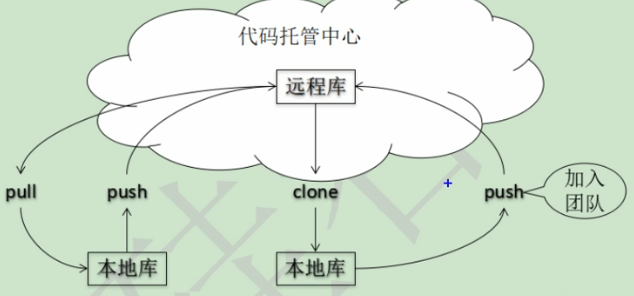 代码托管中心
远程库
pull
push
clone
push
加入
团队
本地库
本地库